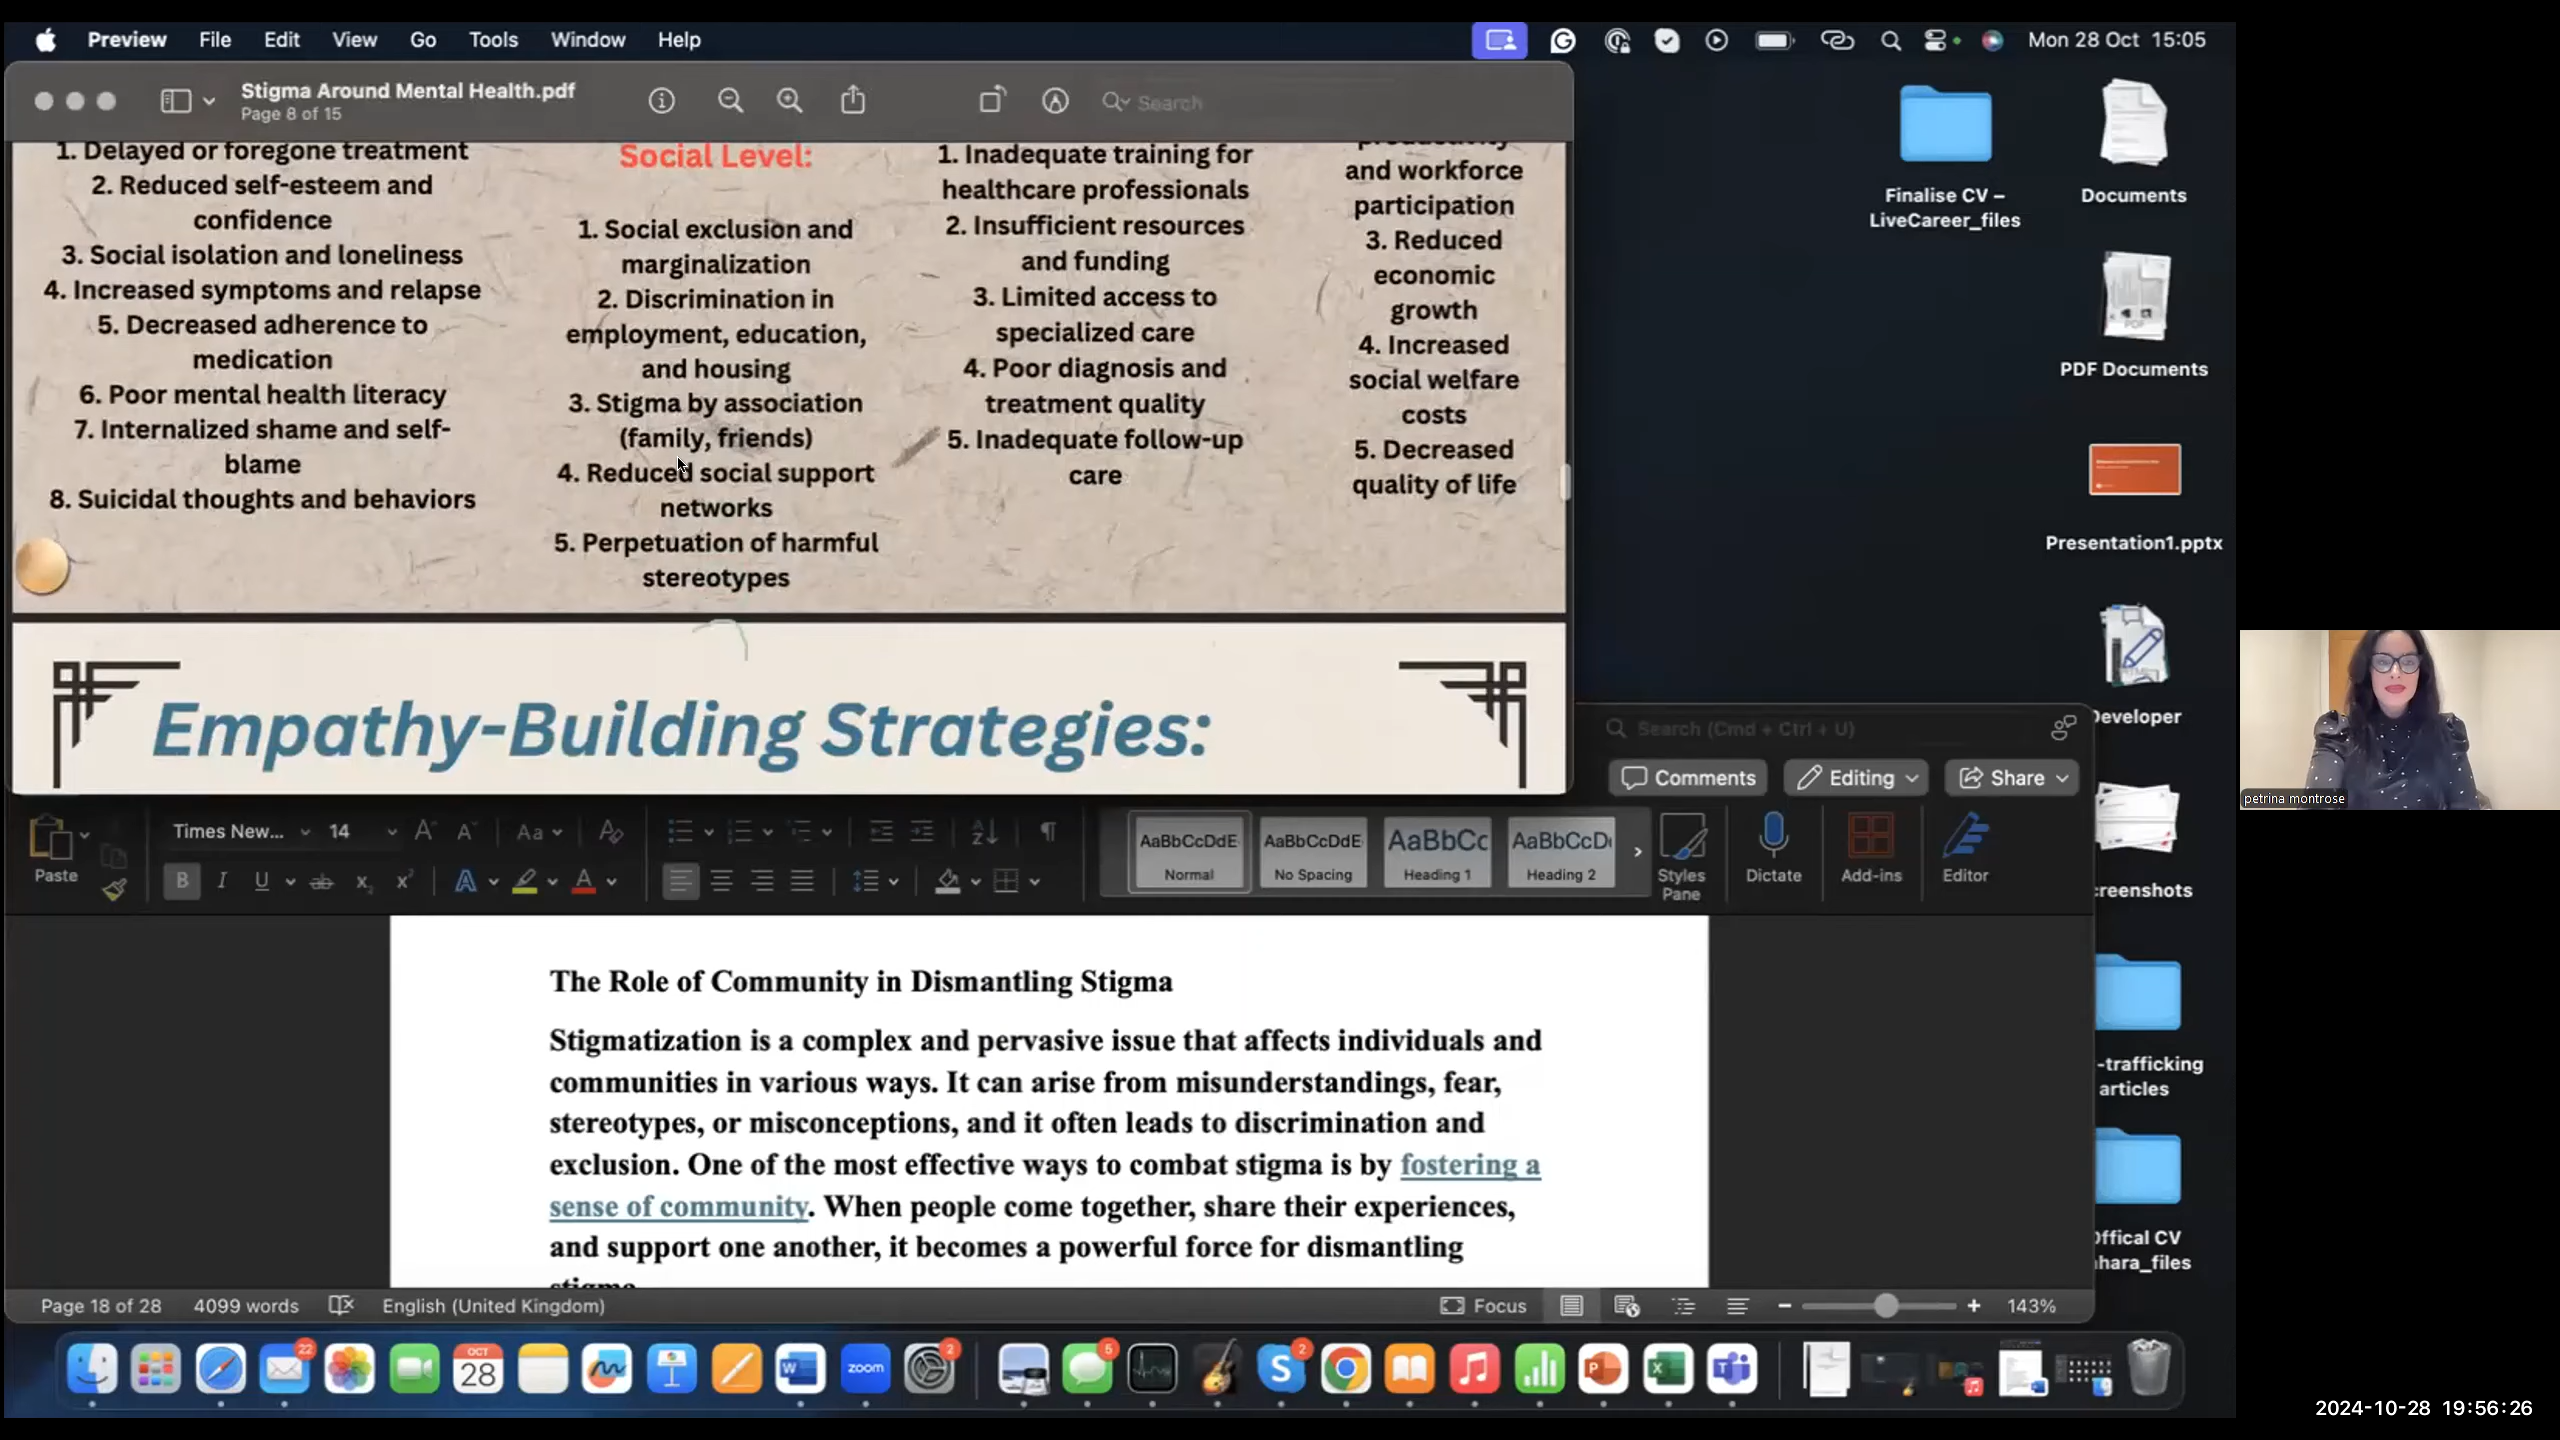 Preview File Edit View Go Tools Window Help
Mon 28 Oct 15:05
Stigma Around Mental Health.pdf
Page 8 of 15
Search
1. Delayed or foregone treatment
2. Reduced self-esteem and
confidence
3. Social isolation and loneliness
4. Increased symptoms and relapse
5. Decreased adherence to
medication
6. Poor mental health literacy
7. Internalized shame and self-
blame
8. Suicidal thoughts and behaviors
Social Level:
1. Social exclusion and
marginalization
2. Discrimination in
employment, education,
and housing
3. Stigma by association
(family, friends)
4. Reduced social support
networks
5. Perpetuation of harmful
stereotypes
1. Inadequate training for
healthcare professionals
2. Insufficient resources
and funding
3. Limited access to
specialized care
4. Poor diagnosis and
treatment quality
5. Inadequate follow-up
care
productivity
and workforce
participation
3. Reduced
economic
growth
4. Increased
social welfare
costs
5. Decreased
quality of life
Empathy-Building Strategies:
Finalise CV –
LiveCareer_files
Documents
PDF
PDF Documents
Presentation1.pptx
Developer
creenshots
-trafficking
articles
Offical CV
hara_files
Search (Cmd + Ctrl + U)
Comments
Editing
Share
Paste
Times New... 14
Aa
B I U ab x₂ x² A A
AaBbCcDdE
Normal
AaBbCcDdE
No Spacing
AaBbCc
Heading 1
AaBbCcDd
Heading 2
Styles
Pane
Dictate
Add-ins
Editor
The Role of Community in Dismantling Stigma
Stigmatization is a complex and pervasive issue that affects individuals and
communities in various ways. It can arise from misunderstandings, fear,
stereotypes, or misconceptions, and it often leads to discrimination and
exclusion. One of the most effective ways to combat stigma is by fostering a
sense of community. When people come together, share their experiences,
and support one another, it becomes a powerful force for dismantling
stigma.
Page 18 of 28 4099 words English (United Kingdom)
Focus
143%
22
OCT
28
W
zoom
2
5
S
2
P
X
T
petrina montrose
2024-10-28 19:56:26